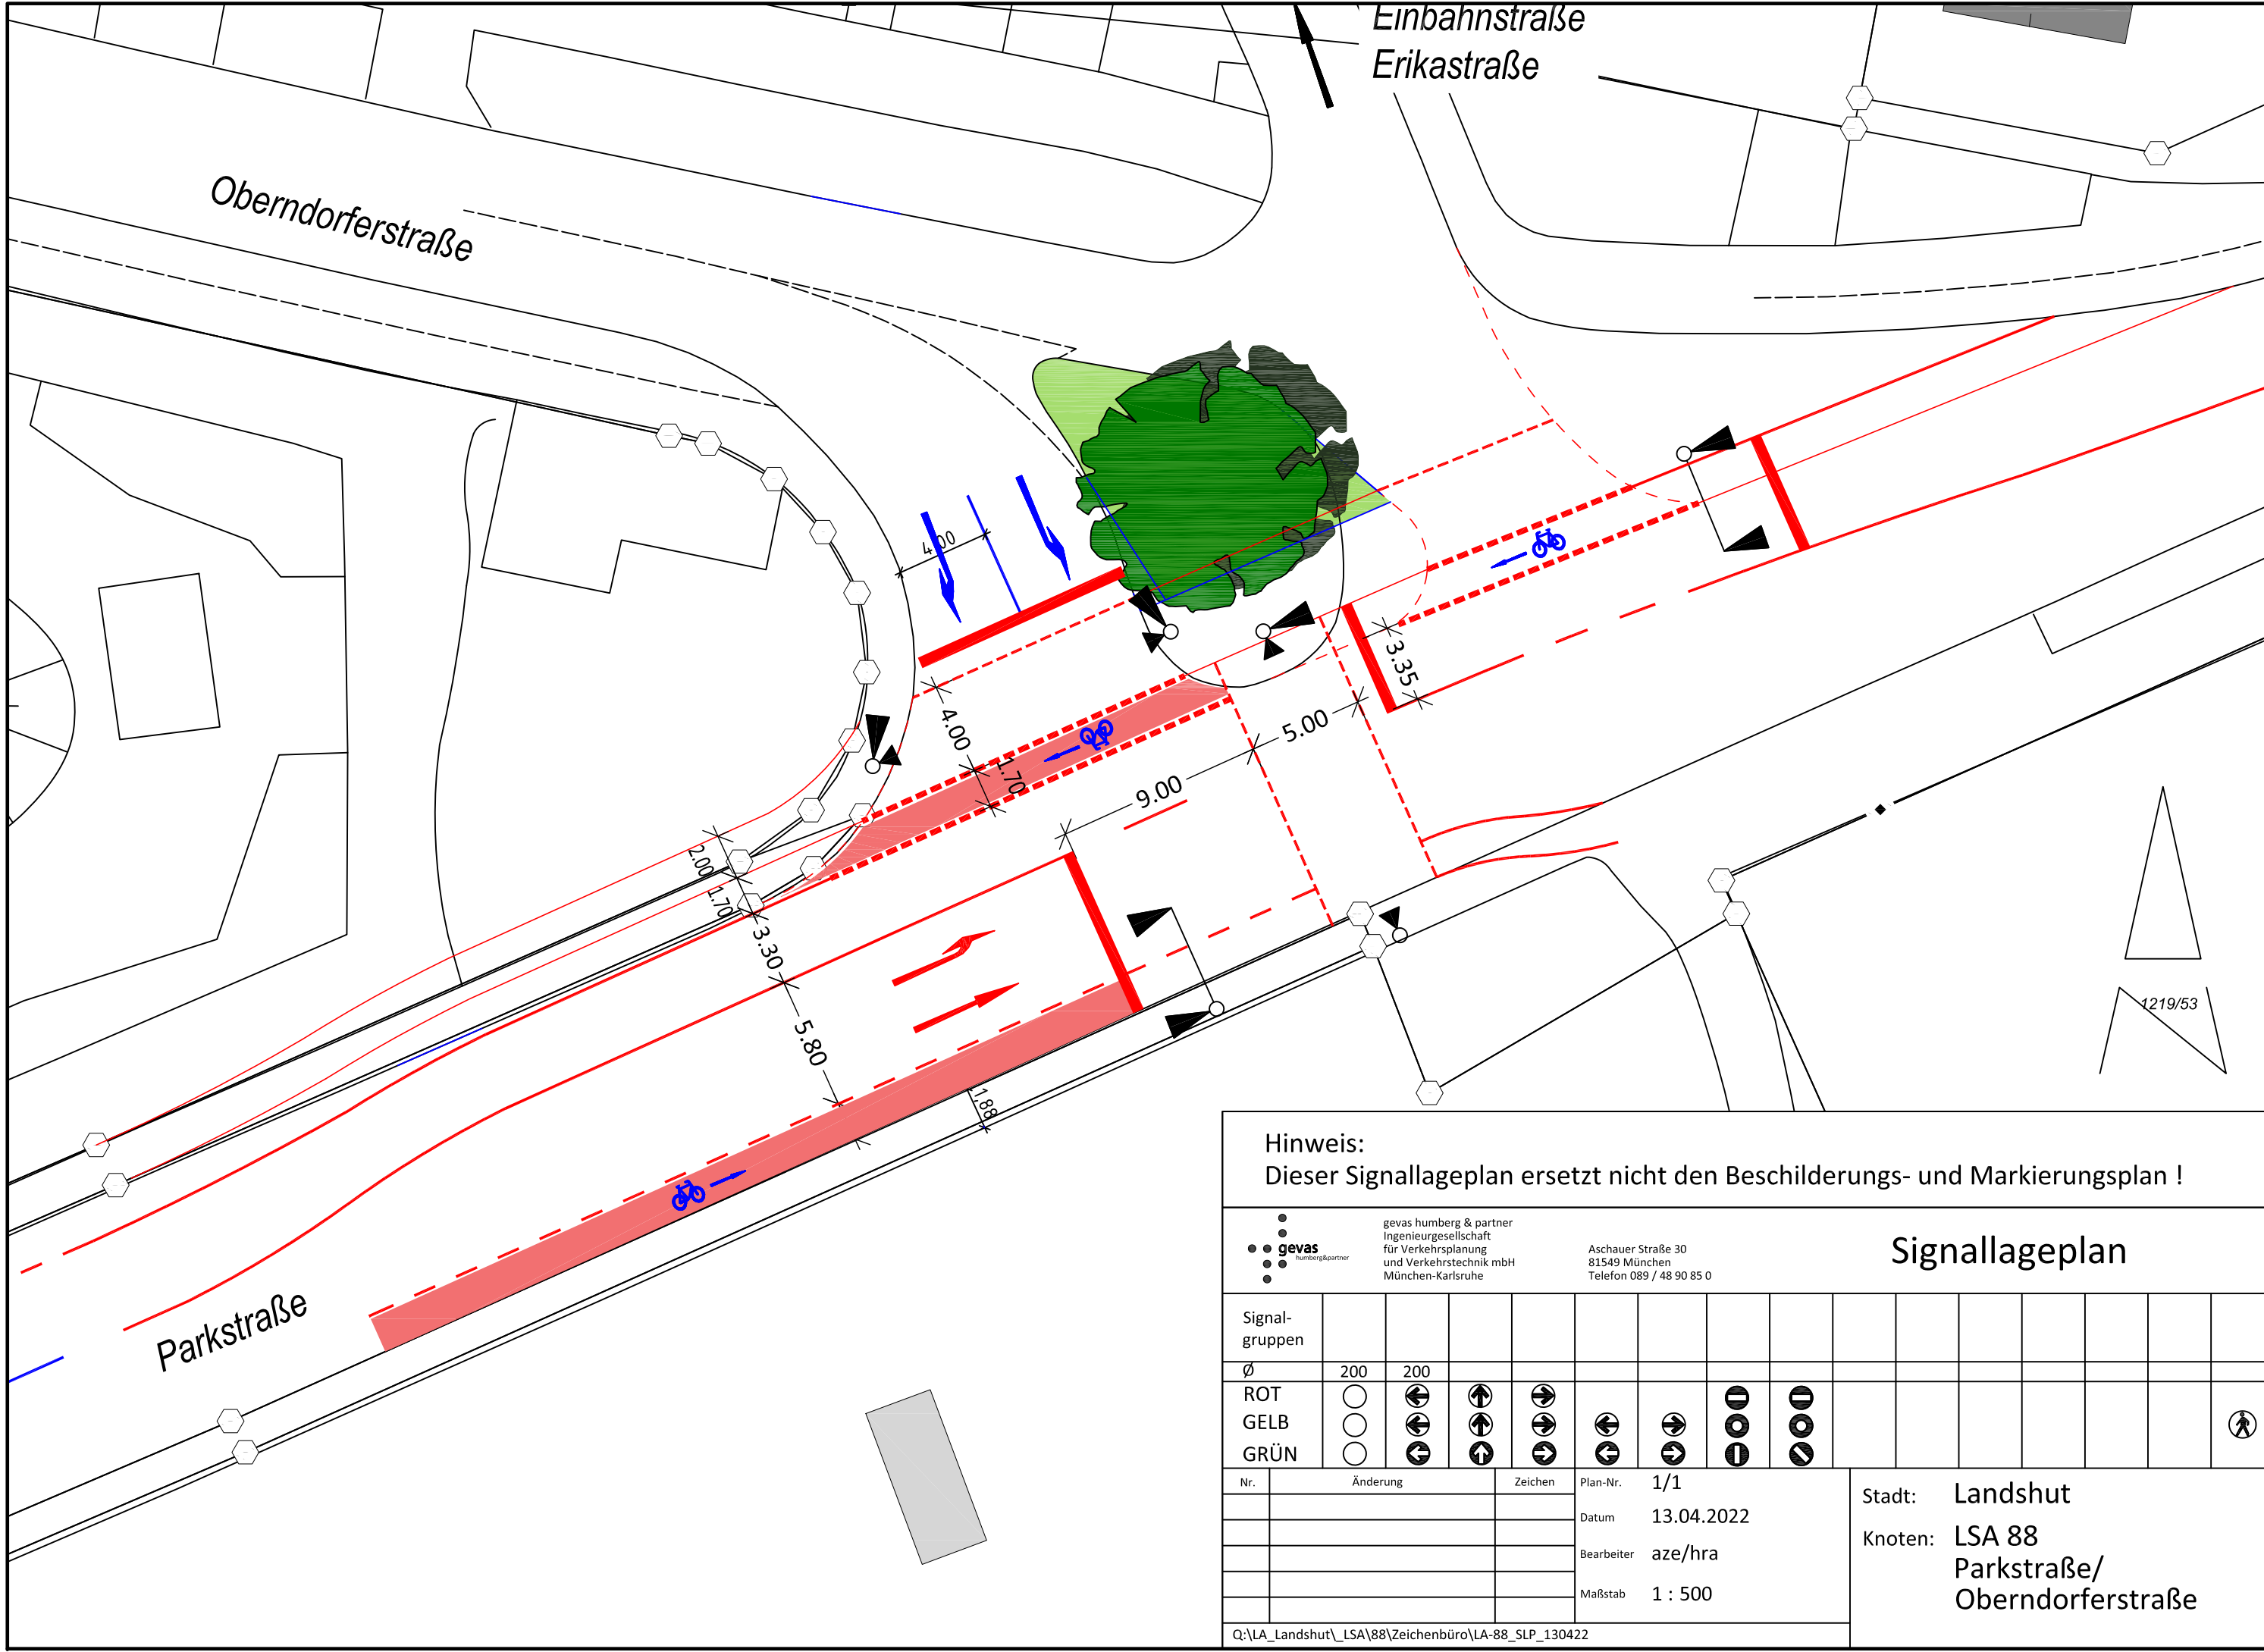 Einbahnstraße
Erikastraße
Oberndorferstraße
4.00
3.35
4.00
1.70
5.00
9.00
2.00
1.70
3.30
5.80
1,88
1219/53
Parkstraße
Hinweis:
Dieser Signallageplan ersetzt nicht den Beschilderungs- und Markierungsplan !
gevas
humberg&partner
gevas humberg & partner
Ingenieurgesellschaft
für Verkehrsplanung
und Verkehrstechnik mbH
München-Karlsruhe
Aschauer Straße 30
81549 München
Telefon 089 / 48 90 85 0
Signallageplan
Signal-
gruppen
Ø 200 200
ROT
GELB
GRÜN
Nr. Änderung Zeichen
Plan-Nr. 1/1
Datum 13.04.2022
Bearbeiter aze/hra
Maßstab 1 : 500
Stadt: Landshut
Knoten: LSA 88
Parkstraße/
Oberndorferstraße
Q:\LA_Landshut\_LSA\88\Zeichenbüro\LA-88_SLP_130422